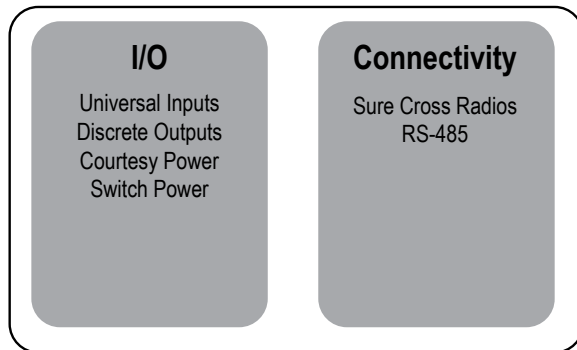 I/O
Universal Inputs
Discrete Outputs
Courtesy Power
Switch Power
Connectivity
Sure Cross Radios
RS-485